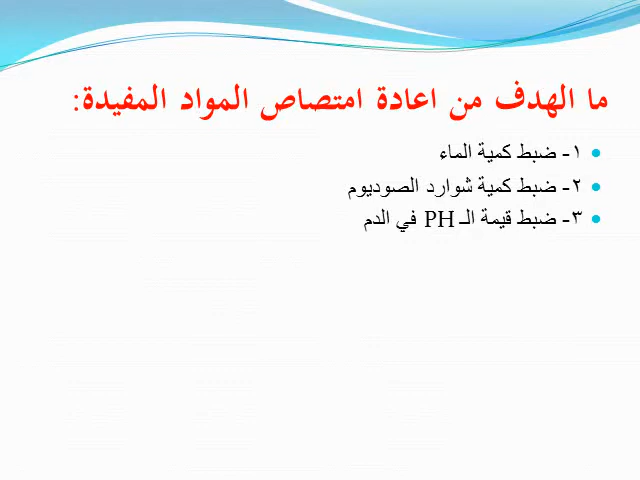 ما الهدف من اعادة امتصاص المواد المفيدة:
١- ضبط كمية الماء
٢- ضبط كمية شوارد الصوديوم
٣- ضبط قيمة الـ PH في الدم